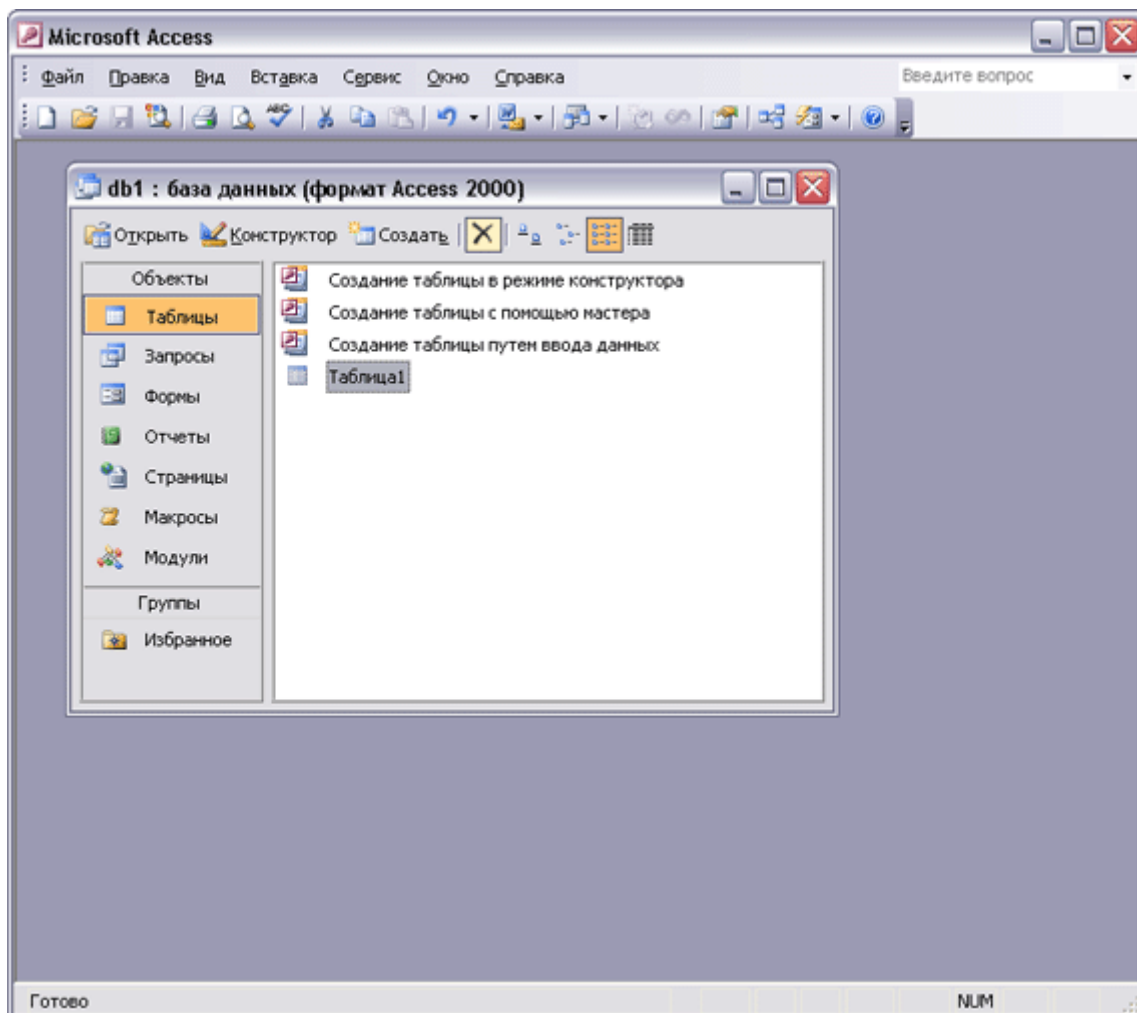 Microsoft Access
Файл Правка Вид Вставка Сервис Окно Справка Введите вопрос
db1 : база данных (формат Access 2000)
Открыть Конструктор Создать
Объекты
Таблицы
Запросы
Формы
Отчеты
Страницы
Макросы
Модули
Группы
Избранное
Создание таблицы в режиме конструктора
Создание таблицы с помощью мастера
Создание таблицы путем ввода данных
Таблица1
Готово NUM